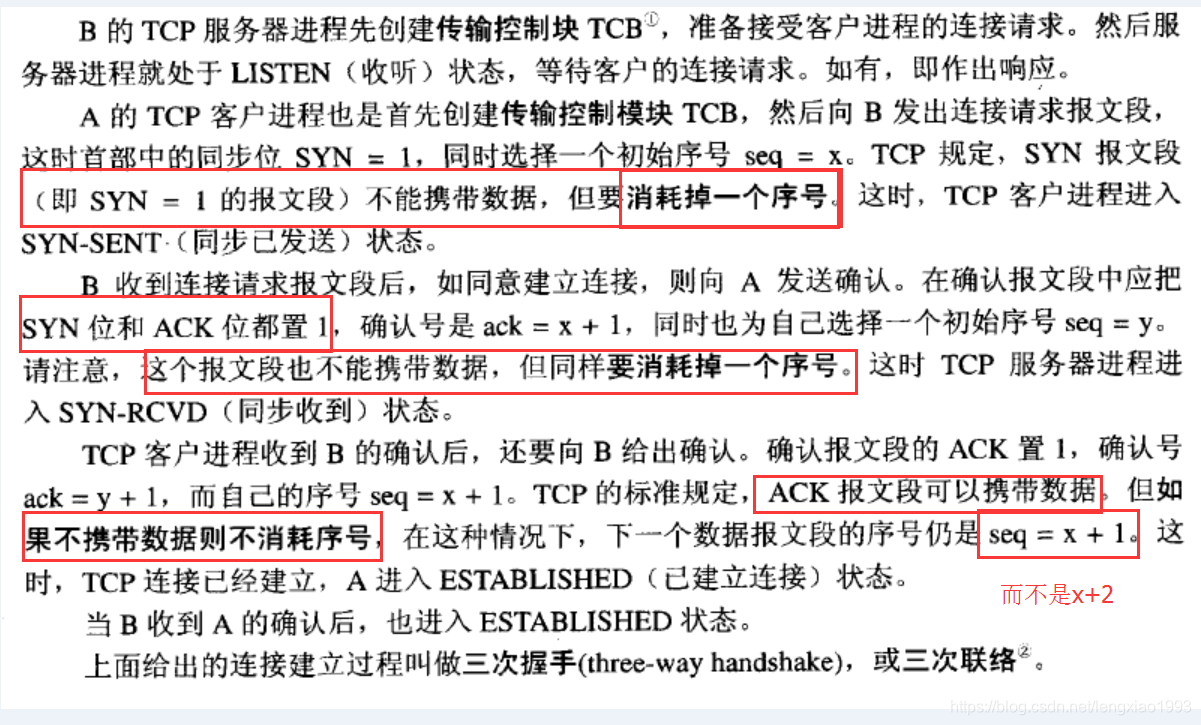 B 的 TCP 服务器进程先创建传输控制块 TCB①，准备接受客户进程的连接请求。然后服
务器进程就处于 LISTEN（收听）状态，等待客户的连接请求。如有，即作出响应。
A 的 TCP 客户进程也是首先创建传输控制模块 TCB，然后向 B 发出连接请求报文段，
这时首部中的同步位 SYN = 1，同时选择一个初始序号 seq = x。TCP 规定，SYN 报文段
（即 SYN = 1 的报文段）不能携带数据，但要消耗掉一个序号。这时，TCP 客户进程进入
SYN-SENT（同步已发送）状态。
B 收到连接请求报文段后，如同意建立连接，则向 A 发送确认。在确认报文段中应把
SYN 位和 ACK 位都置 1，确认号是 ack = x + 1，同时也为自己选择一个初始序号 seq = y。
请注意，这个报文段也不能携带数据，但同样要消耗掉一个序号。这时 TCP 服务器进程进
入 SYN-RCVD（同步收到）状态。
TCP 客户进程收到 B 的确认后，还要向 B 给出确认。确认报文段的 ACK 置 1，确认号
ack = y + 1，而自己的序号 seq = x + 1。TCP 的标准规定，ACK 报文段可以携带数据。但如
果不携带数据则不消耗序号，在这种情况下，下一个数据报文段的序号仍是 seq = x + 1。这
时，TCP 连接已经建立，A 进入 ESTABLISHED（已建立连接）状态。
而不是x+2
当 B 收到 A 的确认后，也进入 ESTABLISHED 状态。
上面给出的连接建立过程叫做三次握手(three-way handshake)，或三次联络②。
https://blog.csdn.net/langxiao1993